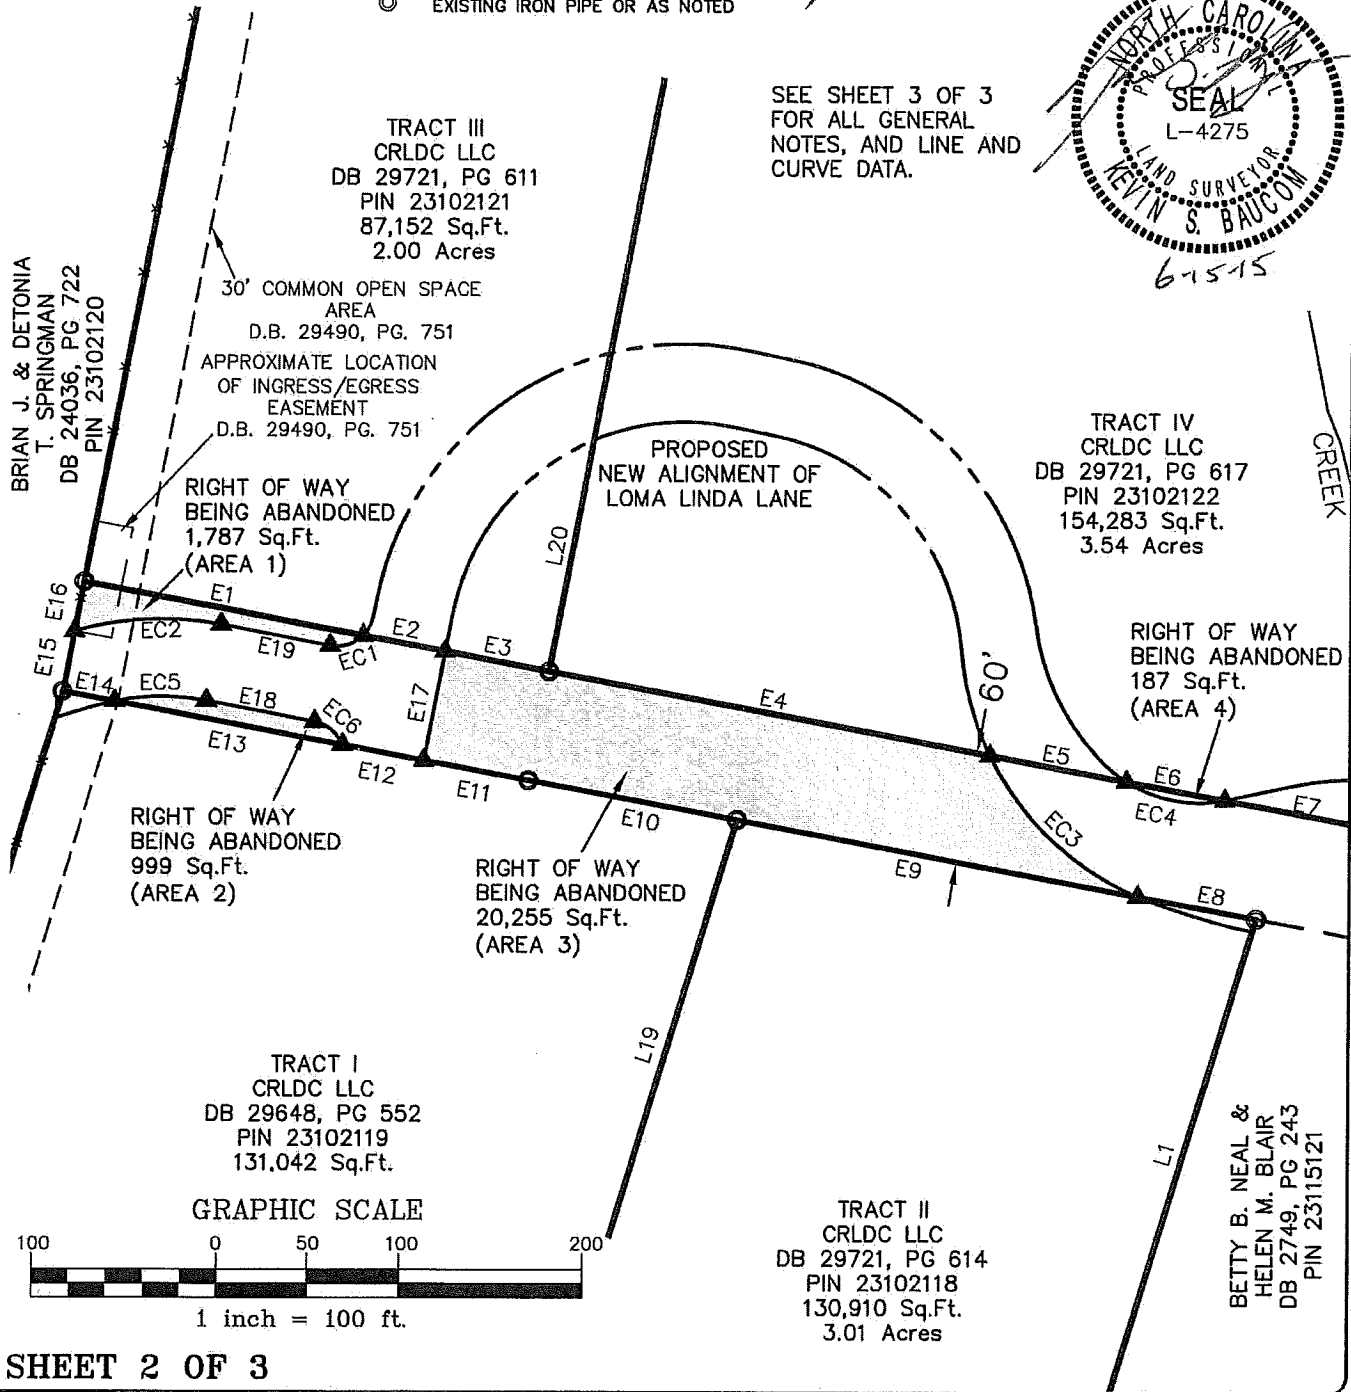 EXISTING IRON PIPE OR AS NOTED
SEE SHEET 3 OF 3
FOR ALL GENERAL
NOTES, AND LINE AND
CURVE DATA.
NORTH CAROLINA
PROFESSIONAL
SEAL
L-4275
LAND SURVEYOR
KEVIN S. BAUCOM
6-15-15
TRACT III
CRLDC LLC
DB 29721, PG 611
PIN 23102121
87,152 Sq.Ft.
2.00 Acres
BRIAN J. & DETONIA
T. SPRINGMAN
DB 24036, PG 722
PIN 23102120
30' COMMON OPEN SPACE
AREA
D.B. 29490, PG. 751
APPROXIMATE LOCATION
OF INGRESS/EGRESS
EASEMENT
D.B. 29490, PG. 751
RIGHT OF WAY
BEING ABANDONED
1,787 Sq.Ft.
(AREA 1)
PROPOSED
NEW ALIGNMENT OF
LOMA LINDA LANE
TRACT IV
CRLDC LLC
DB 29721, PG 617
PIN 23102122
154,283 Sq.Ft.
3.54 Acres
CREEK
L20
RIGHT OF WAY
BEING ABANDONED
187 Sq.Ft.
(AREA 4)
E16
E1
EC2
E19
EC1
E2
E3
E4
60'
E5
E6
EC4
E7
E15
E14
EC5
E18
EC6
E13
E12
E17
E11
E10
E9
EC3
E8
RIGHT OF WAY
BEING ABANDONED
999 Sq.Ft.
(AREA 2)
RIGHT OF WAY
BEING ABANDONED
20,255 Sq.Ft.
(AREA 3)
L19
L1
TRACT I
CRLDC LLC
DB 29648, PG 552
PIN 23102119
131,042 Sq.Ft.
TRACT II
CRLDC LLC
DB 29721, PG 614
PIN 23102118
130,910 Sq.Ft.
3.01 Acres
BETTY B. NEAL &
HELEN M. BLAIR
DB 2749, PG 243
PIN 23115121
GRAPHIC SCALE
100 0 50 100 200
1 inch = 100 ft.
SHEET 2 OF 3